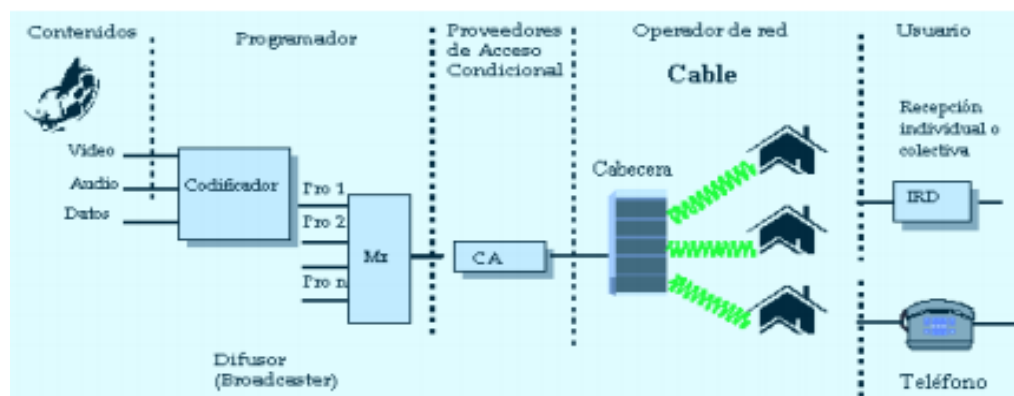 Contenidos
Programador
Proveedores
de Acceso
Condicional
Operador de red
Cable
Usuario
Recepción
individual o
colectiva
Video
Audio
Datos
Codificador
Pro 1
Pro 2
Pro n
Mx
CA
Cabecera
IRD
Difusor
(Broadcaster)
Teléfono